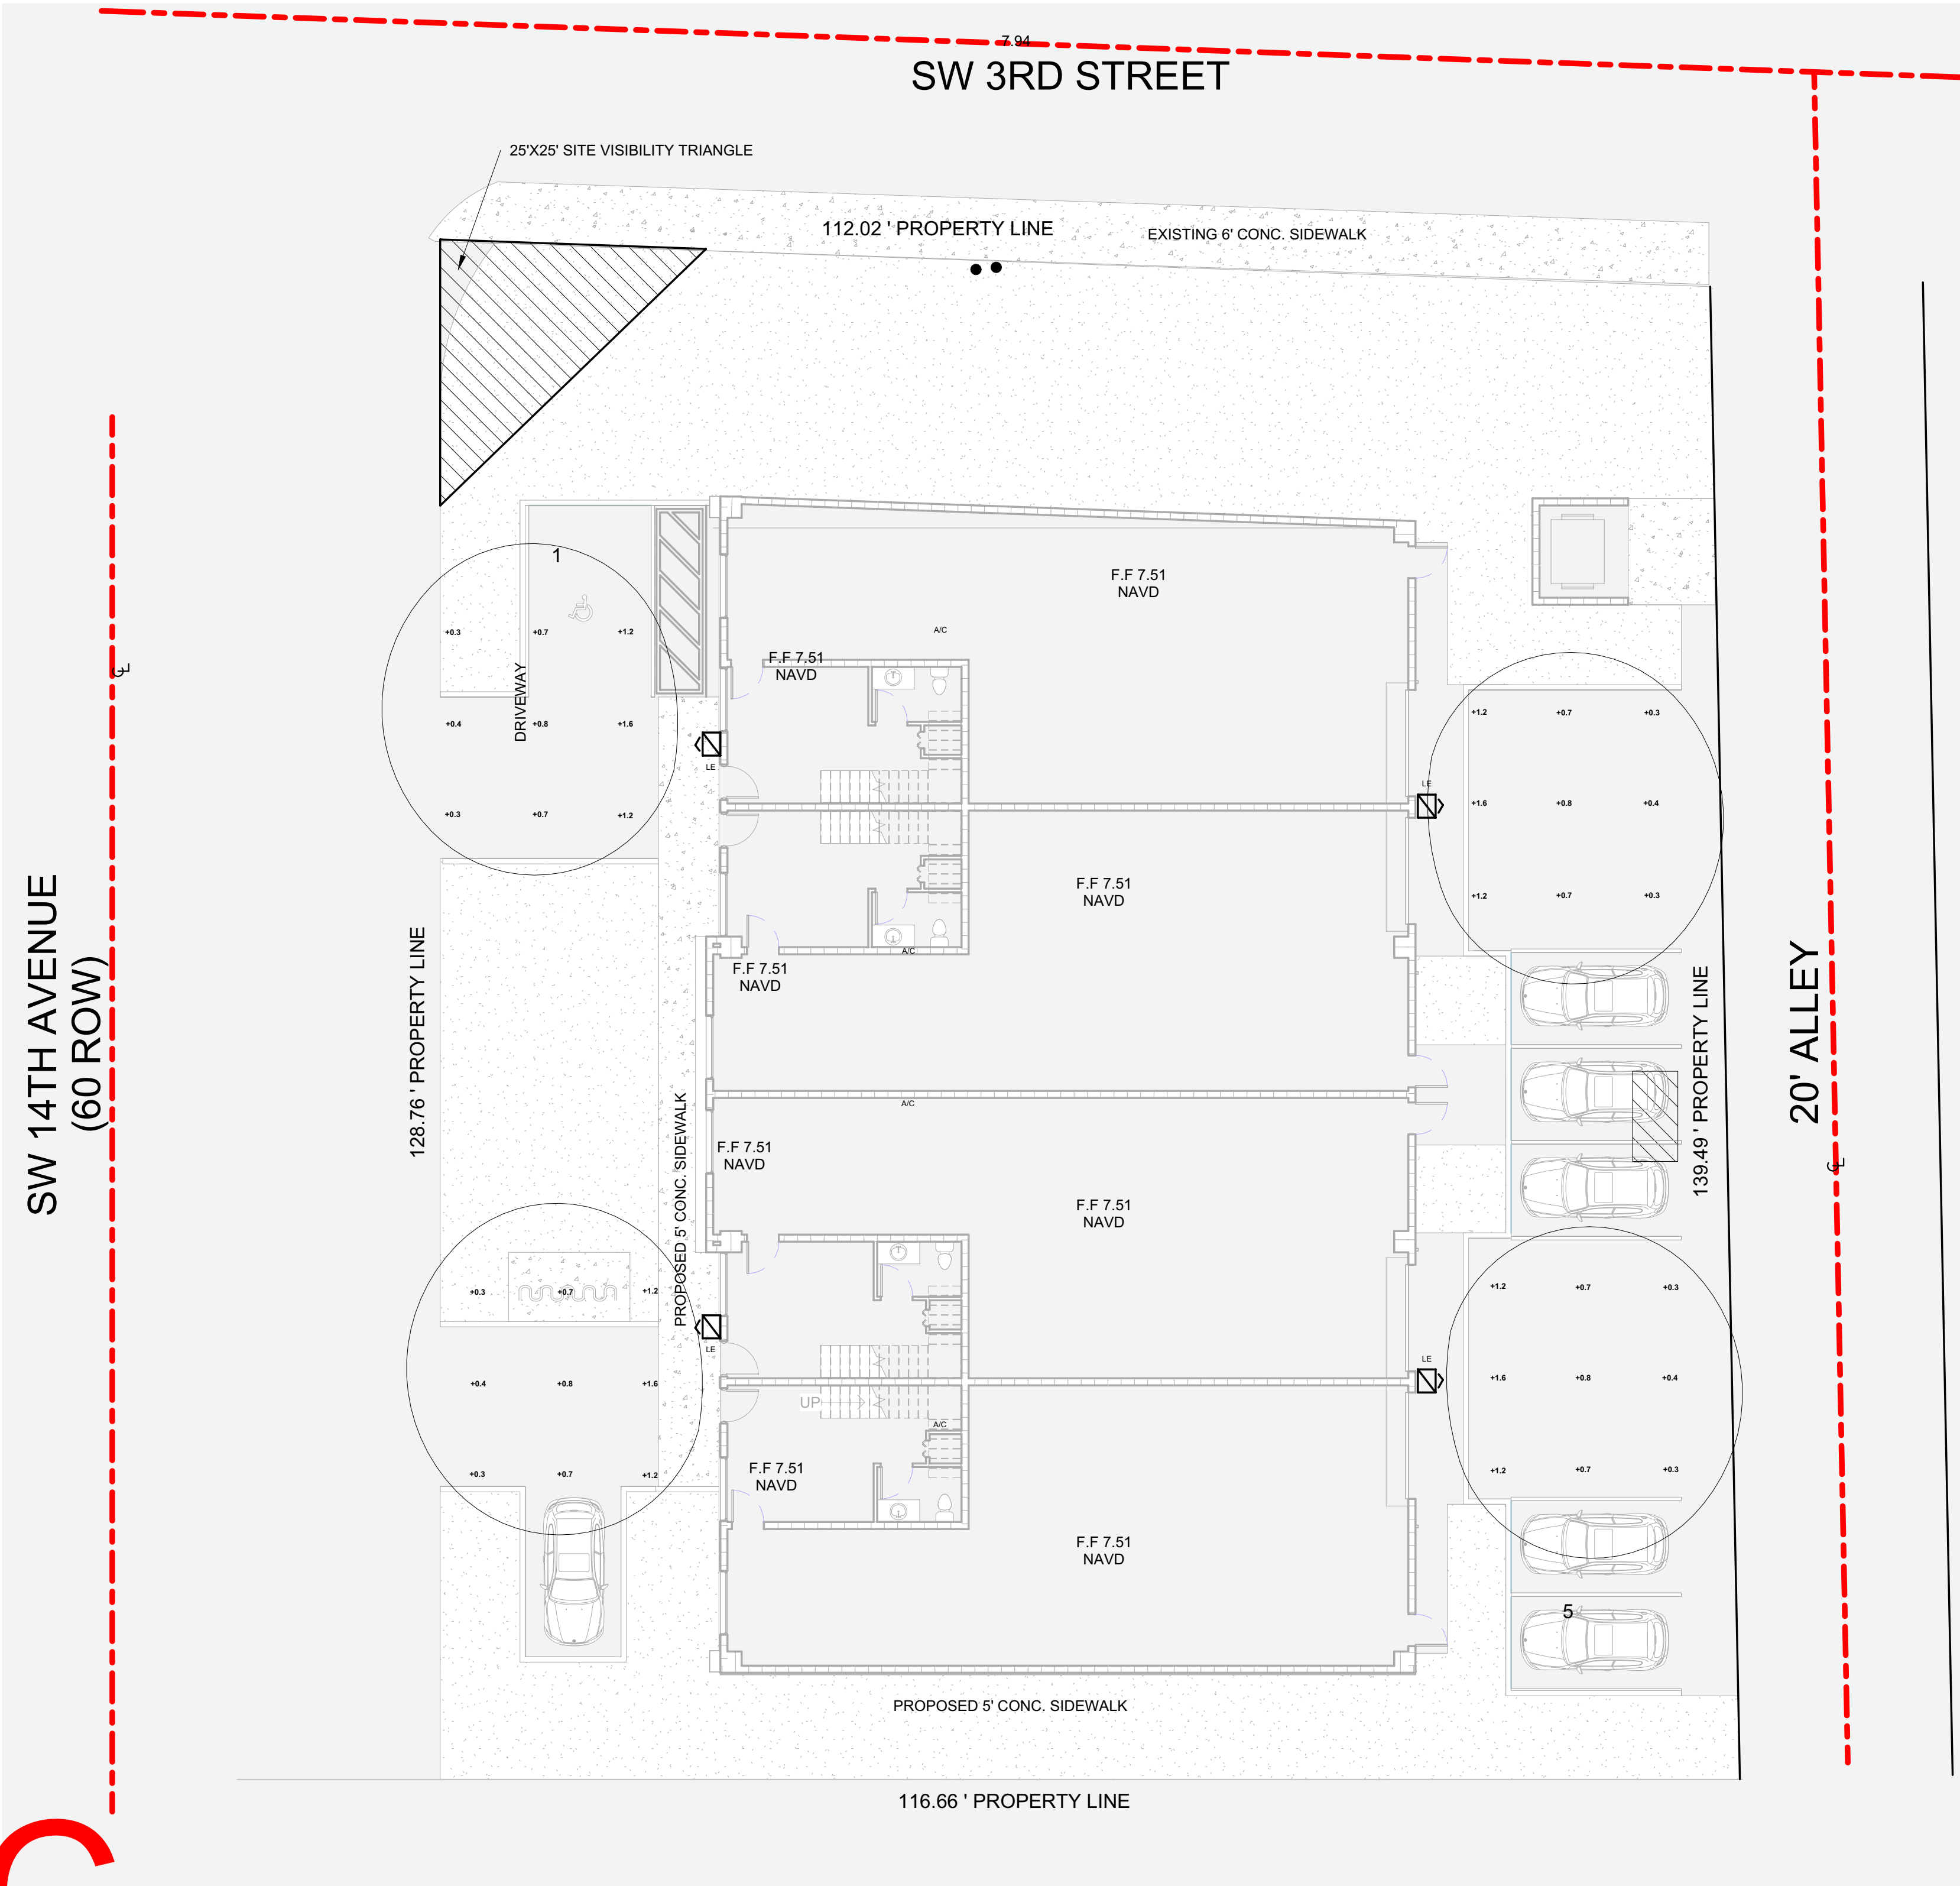 7.94
SW 3RD STREET
25'X25' SITE VISIBILITY TRIANGLE
112.02 ' PROPERTY LINE
EXISTING 6' CONC. SIDEWALK
1
F.F 7.51
NAVD
A/C
F.F 7.51
NAVD
+0.3 +0.7 +1.2
DRIVEWAY
+0.4 +0.8 +1.6
LE
+0.3 +0.7 +1.2
+1.2 +0.7 +0.3
LE
+1.6 +0.8 +0.4
+1.2 +0.7 +0.3
CL
SW 14TH AVENUE
(60 ROW)
128.76 ' PROPERTY LINE
F.F 7.51
NAVD
A/C
F.F 7.51
NAVD
A/C
PROPOSED 5' CONC. SIDEWALK
F.F 7.51
NAVD
F.F 7.51
NAVD
139.49 ' PROPERTY LINE
20' ALLEY
CL
+0.3 +0.7 +1.2
LE
+0.4 +0.8 +1.6
+0.3 +0.7 +1.2
+1.2 +0.7 +0.3
LE
+1.6 +0.8 +0.4
+1.2 +0.7 +0.3
UP
A/C
F.F 7.51
NAVD
F.F 7.51
NAVD
5
PROPOSED 5' CONC. SIDEWALK
116.66 ' PROPERTY LINE